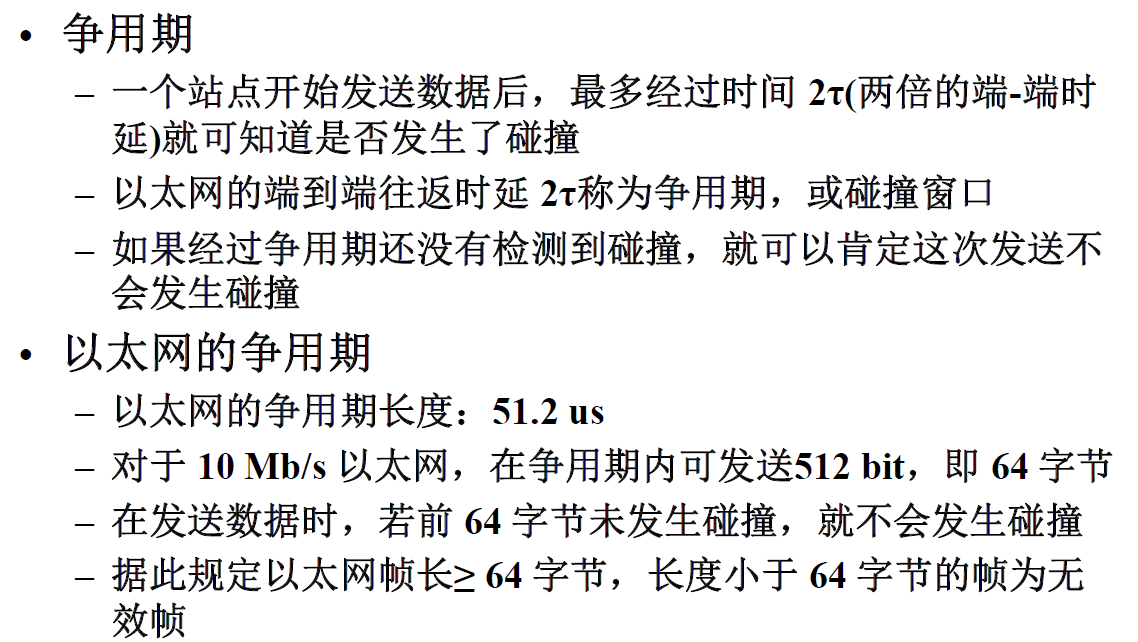 • 争用期
– 一个站点开始发送数据后，最多经过时间 2τ(两倍的端-端时
延)就可知道是否发生了碰撞
– 以太网的端到端往返时延 2τ称为争用期，或碰撞窗口
– 如果经过争用期还没有检测到碰撞，就可以肯定这次发送不
会发生碰撞
• 以太网的争用期
– 以太网的争用期长度：51.2 us
– 对于 10 Mb/s 以太网，在争用期内可发送512 bit，即 64 字节
– 在发送数据时，若前 64 字节未发生碰撞，就不会发生碰撞
– 据此规定以太网帧长≥ 64 字节，长度小于 64 字节的帧为无
效帧